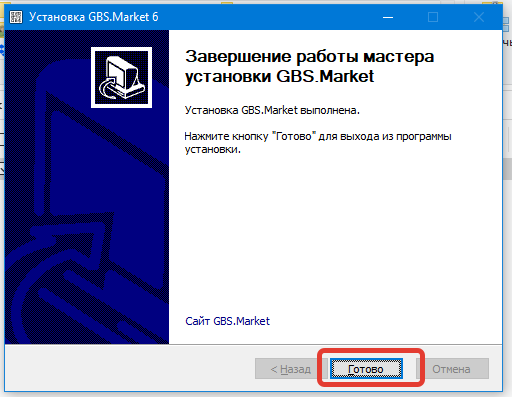 Установка GBS.Market 6
Завершение работы мастера
установки GBS.Market
Установка GBS.Market выполнена.
Нажмите кнопку "Готово" для выхода из программы
установки.
Сайт GBS.Market
< Назад
Готово
Отмена